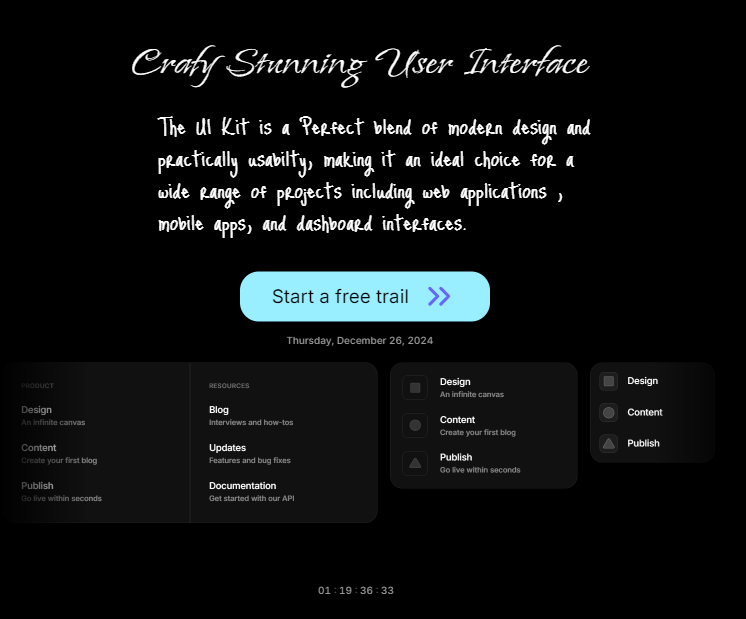 Crafy Stunning User Interface
The UI Kit is a Perfect blend of modern design and
practically usabilty, making it an ideal choice for a
wide range of projects including web applications ,
mobile apps, and dashboard interfaces.
Start a free trail
Thursday, December 26, 2024
PRODUCT
Design
An infinite canvas
Content
Create your first blog
Publish
Go live within seconds
RESOURCES
Blog
Interviews and how-tos
Updates
Features and bug fixes
Documentation
Get started with our API
Design
An infinite canvas
Content
Create your first blog
Publish
Go live within seconds
Design
Content
Publish
01 : 19 : 36 : 33